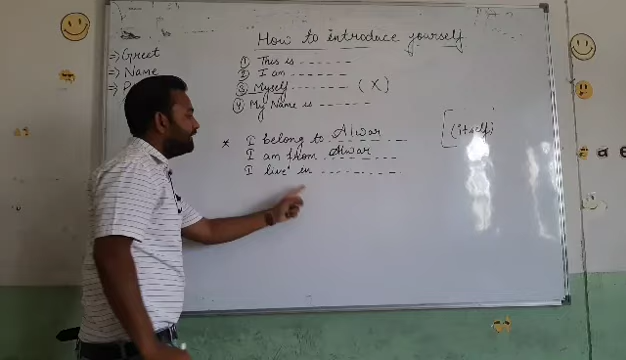 How to introduce yourself
⇒ Greet
⇒ Name
① This is -------
② I am -------
③ Myself ------- (X)
④ My Name is ------
* I belong to Alwar
I am from Alwar
I live in -------
(itself)